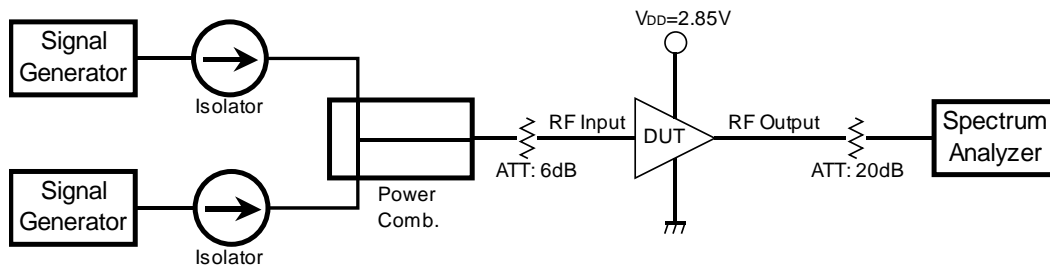 Signal
Generator
Isolator
Signal
Generator
Isolator
Power
Comb.
ATT: 6dB
RF Input
VDD=2.85V
DUT
RF Output
ATT: 20dB
Spectrum
Analyzer